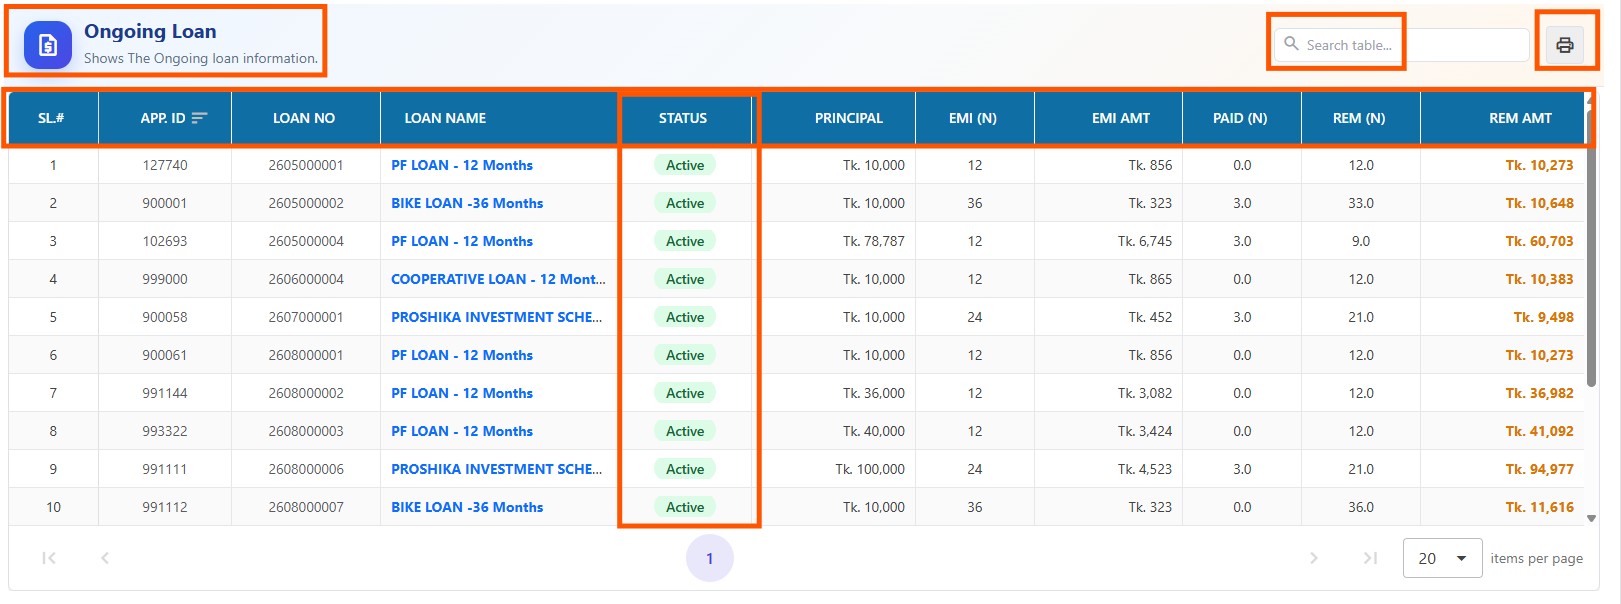 Ongoing Loan
Shows The Ongoing loan information.
Search table...
SL.# APP. ID LOAN NO LOAN NAME STATUS PRINCIPAL EMI (N) EMI AMT PAID (N) REM (N) REM AMT
1 127740 2605000001 PF LOAN - 12 Months Active Tk. 10,000 12 Tk. 856 0.0 12.0 Tk. 10,273
2 900001 2605000002 BIKE LOAN -36 Months Active Tk. 10,000 36 Tk. 323 3.0 33.0 Tk. 10,648
3 102693 2605000004 PF LOAN - 12 Months Active Tk. 78,787 12 Tk. 6,745 3.0 9.0 Tk. 60,703
4 999000 2606000004 COOPERATIVE LOAN - 12 Mont... Active Tk. 10,000 12 Tk. 865 0.0 12.0 Tk. 10,383
5 900058 2607000001 PROSHIKA INVESTMENT SCHE... Active Tk. 10,000 24 Tk. 452 3.0 21.0 Tk. 9,498
6 900061 2608000001 PF LOAN - 12 Months Active Tk. 10,000 12 Tk. 856 0.0 12.0 Tk. 10,273
7 991144 2608000002 PF LOAN - 12 Months Active Tk. 36,000 12 Tk. 3,082 0.0 12.0 Tk. 36,982
8 993322 2608000003 PF LOAN - 12 Months Active Tk. 40,000 12 Tk. 3,424 0.0 12.0 Tk. 41,092
9 991111 2608000006 PROSHIKA INVESTMENT SCHE... Active Tk. 100,000 24 Tk. 4,523 3.0 21.0 Tk. 94,977
10 991112 2608000007 BIKE LOAN -36 Months Active Tk. 10,000 36 Tk. 323 0.0 36.0 Tk. 11,616
1 20 items per page